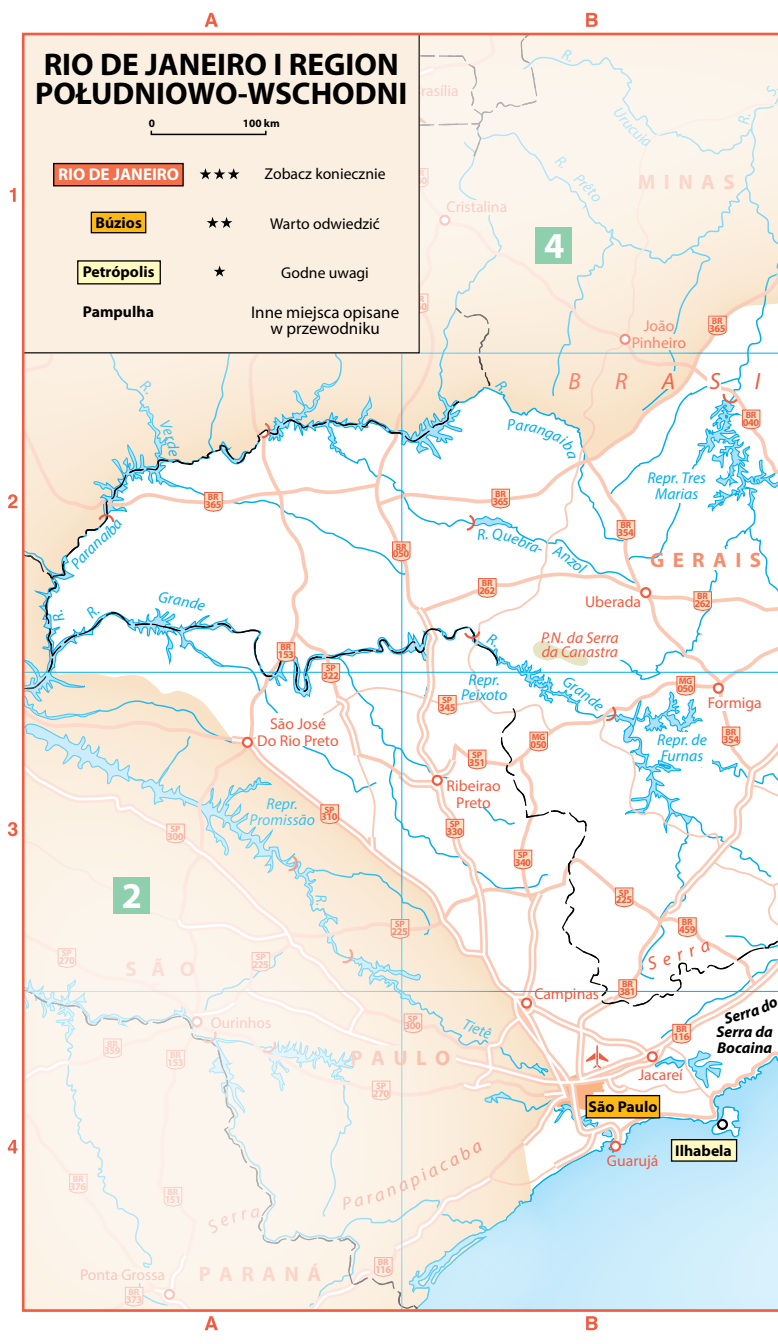 A
B
RIO DE JANEIRO I REGION
POŁUDNIOWO-WSCHODNI
0 100 km
RIO DE JANEIRO ★★★ Zobacz koniecznie
Búzios ★★ Warto odwiedzić
Petrópolis ★ Godne uwagi
Pampulha Inne miejsca opisane
w przewodniku
1
R.
Urucuia
R. Prêto
S.
R.
MINAS
Cristalina
4
BR
365
João
Pinheiro
BRASI
R.
Verde
R.
Parangaiba
BR
040
Repr. Tres
Marias
2
BR
365
BR
365
R. Quebra-
Anzol
BR
354
BR
050
Paranaiba
R.
GERAIS
BR
262
Uberada
BR
262
R.
Grande
BR
153
SP
322
R.
Grande
P.N. da Serra
da Canastra
Repr.
Peixoto
MG
050
Formiga
SP
345
São José
Do Rio Preto
MG
050
BR
354
Repr. de
Furnas
SP
351
Ribeirao
Preto
Repr.
Promissão
SP
310
3
SP
300
SP
330
SP
340
2
R.
SP
225
SP
225
BR
459
Serra
SP
270
SP
225
SÃO
BR
381
Campinas
Serra do
Serra da
Bocaina
Ourinhos
SP
300
Tietê
BR
116
BR
359
BR
153
PAULO
Jacareí
SP
270
São Paulo
4
Ilhabela
Guarujá
Serra
Paranapiacaba
BR
376
BR
151
BR
116
Ponta Grossa
PARANÁ
BR
373
A
B